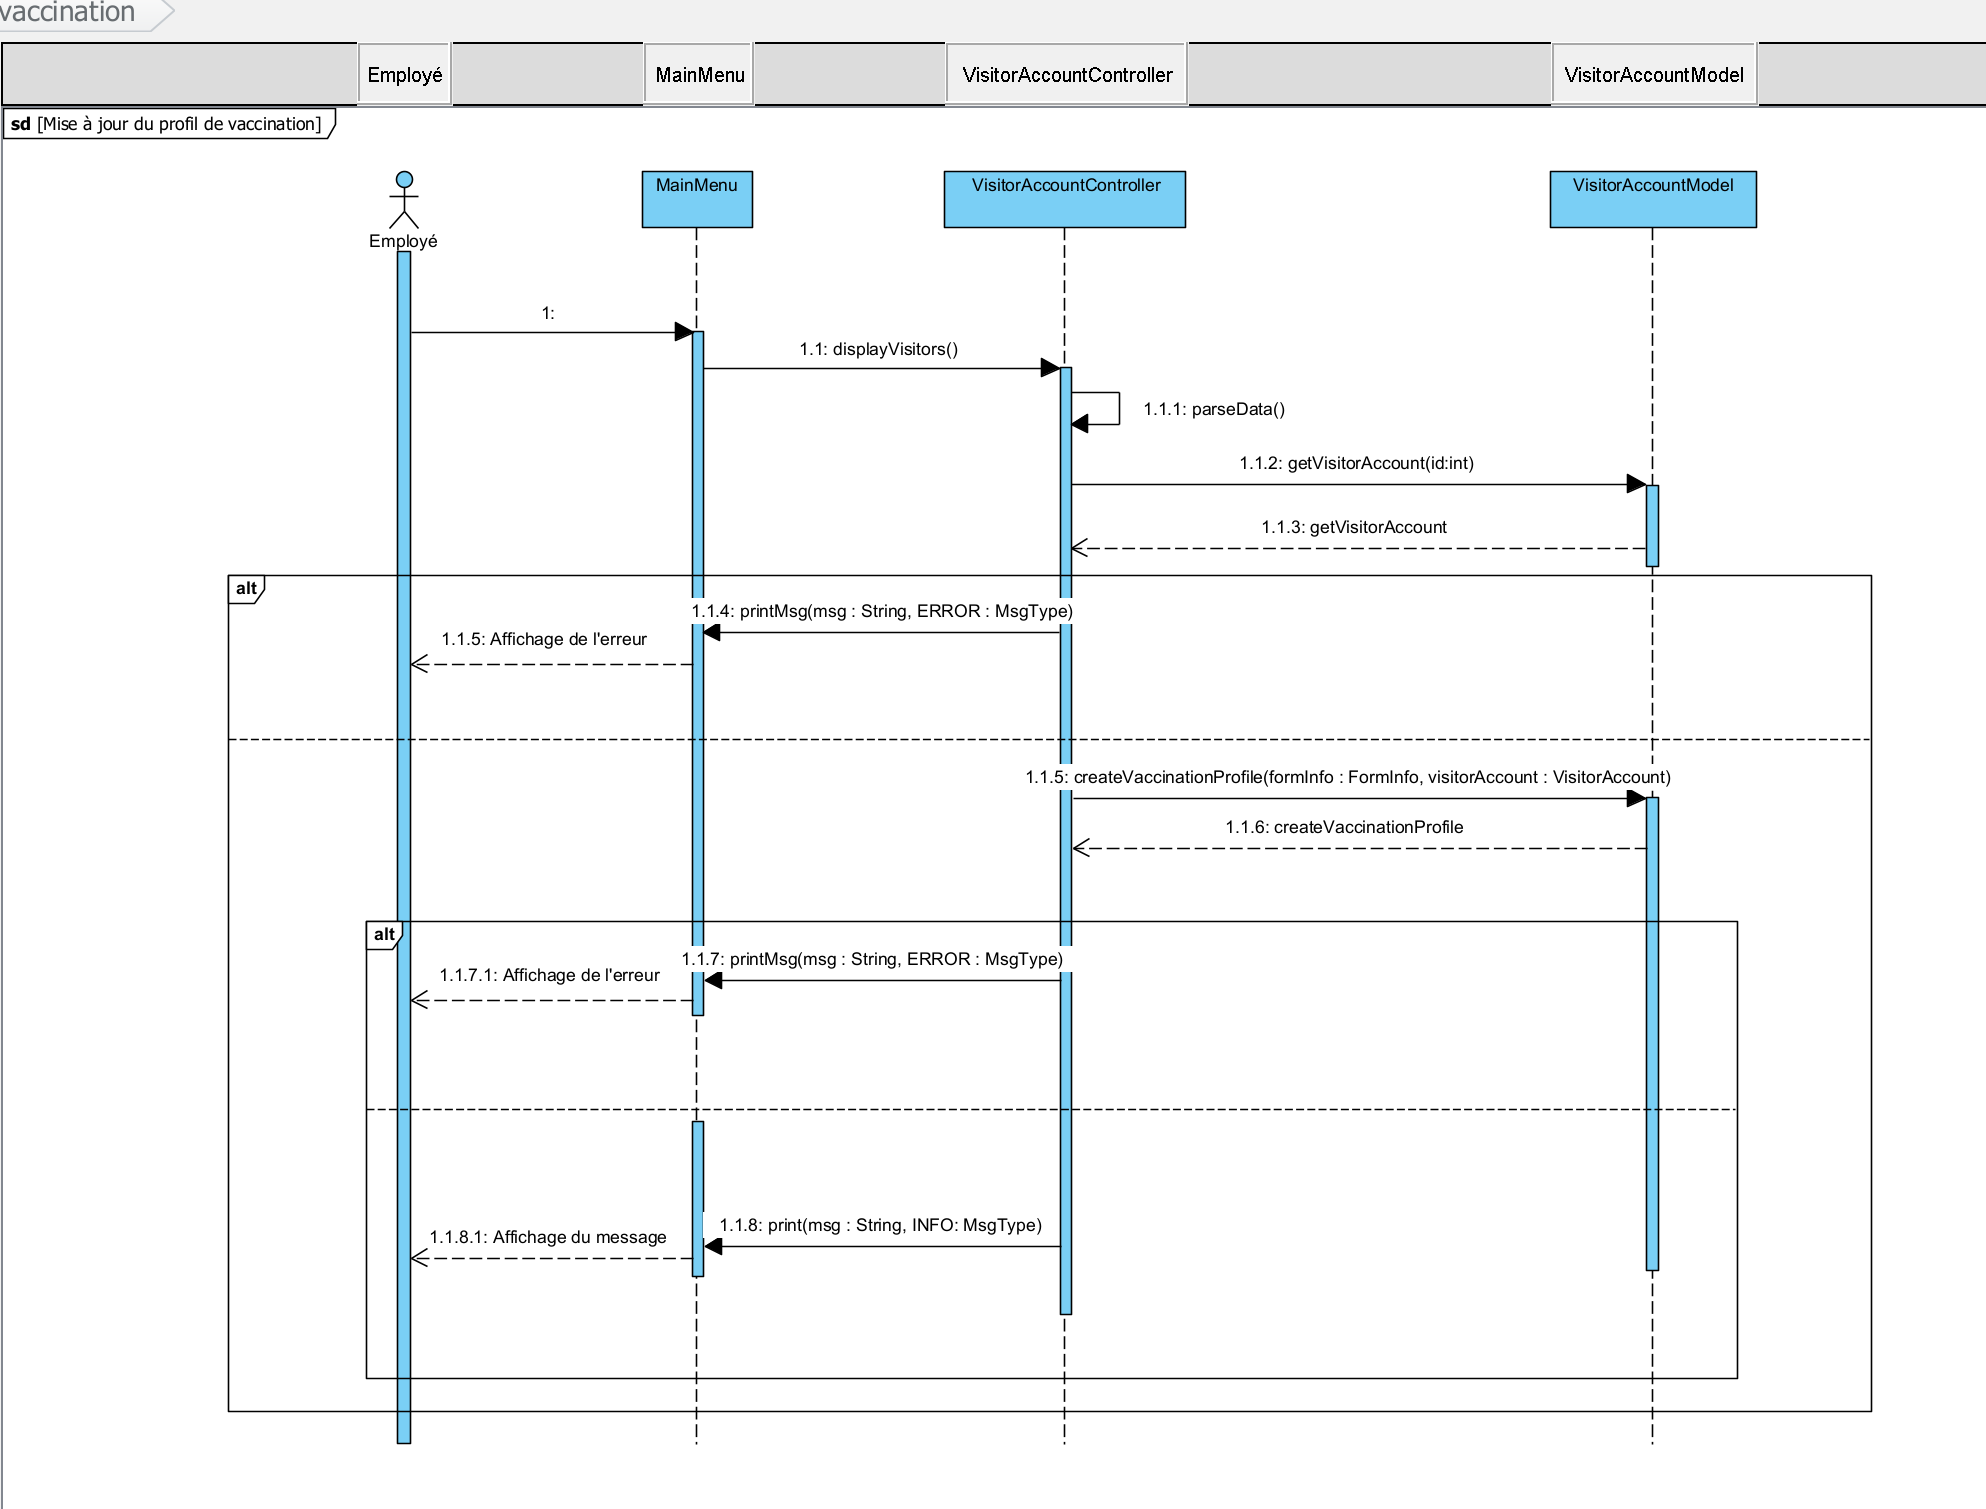 vaccination
Employé
MainMenu
VisitorAccountController
VisitorAccountModel
sd [Mise à jour du profil de vaccination]
MainMenu
VisitorAccountController
VisitorAccountModel
Employé
1:
1.1: displayVisitors()
1.1.1: parseData()
1.1.2: getVisitorAccount(id:int)
1.1.3: getVisitorAccount
alt
1.1.4: printMsg(msg : String, ERROR : MsgType)
1.1.5: Affichage de l'erreur
1.1.5: createVaccinationProfile(formInfo : FormInfo, visitorAccount : VisitorAccount)
1.1.6: createVaccinationProfile
alt
1.1.7: printMsg(msg : String, ERROR : MsgType)
1.1.7.1: Affichage de l'erreur
1.1.8: print(msg : String, INFO: MsgType)
1.1.8.1: Affichage du message